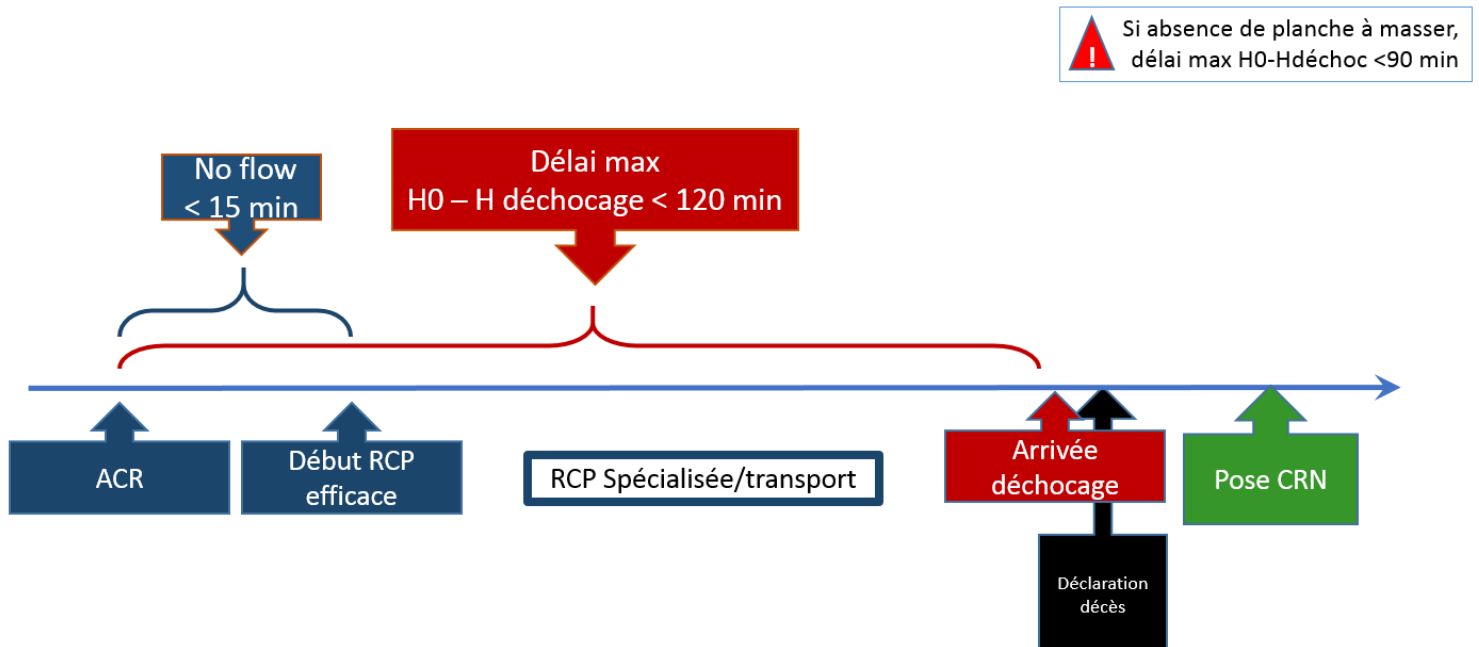 Si absence de planche à masser,
délai max H0-Hdéchoc <90 min
!
No flow
< 15 min
Délai max
H0 – H déchocage < 120 min
ACR
Début RCP
efficace
RCP Spécialisée/transport
Arrivée
déchocage
Pose CRN
Déclaration
décès